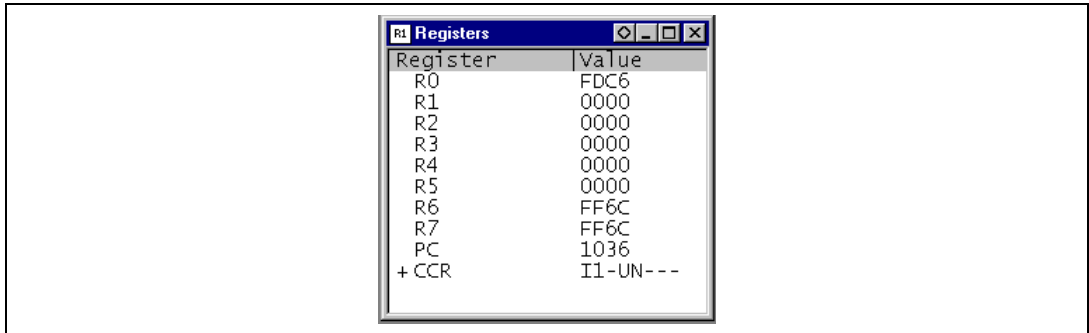 R1 Registers
Register Value
R0 FDC6
R1 0000
R2 0000
R3 0000
R4 0000
R5 0000
R6 FF6C
R7 FF6C
PC 1036
+ CCR I1-UN---